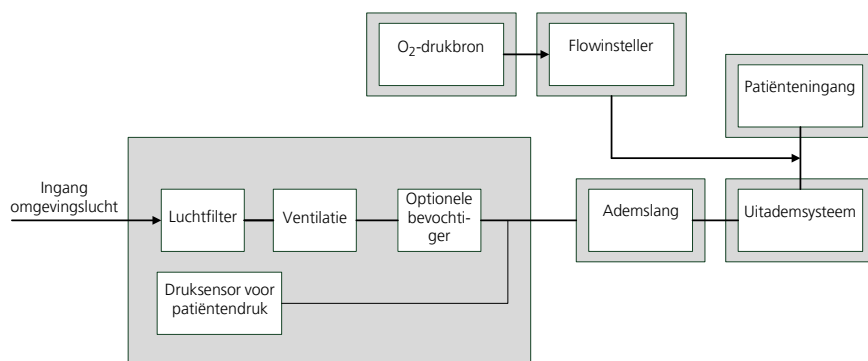 O₂-drukbron
Flowinsteller
Patiënteningang
Ingang
omgevingslucht
Luchtfilter
Ventilatie
Optionele
bevochti-
ger
Ademslang
Uitademsysteem
Druksensor voor
patiëntendruk